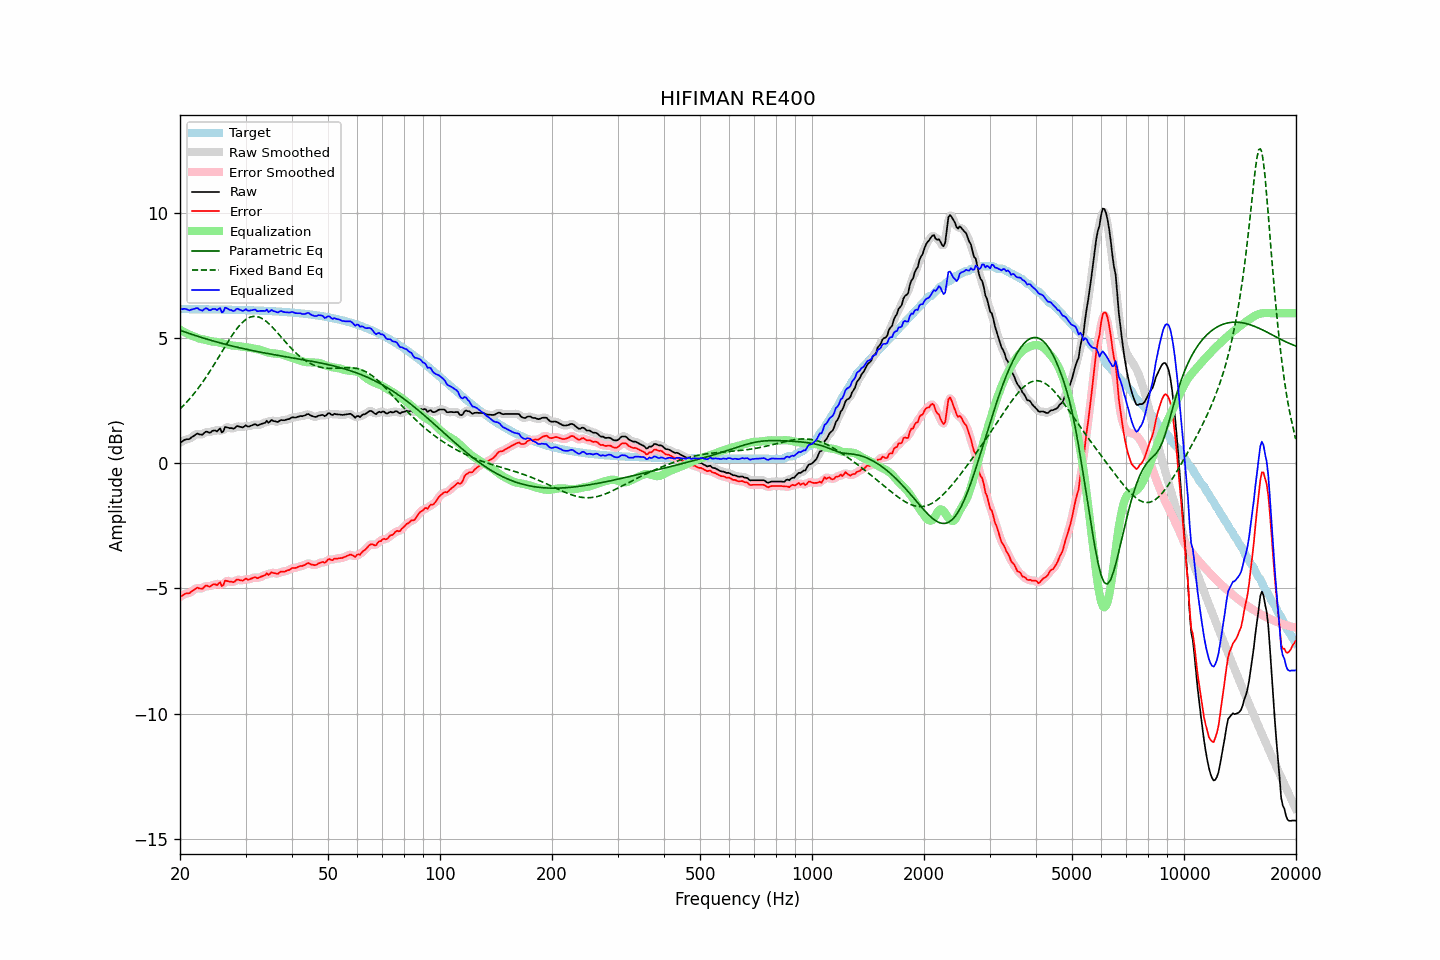 HIFIMAN RE400
Target
Raw Smoothed
Error Smoothed
Raw
Error
Equalization
Parametric Eq
Fixed Band Eq
Equalized
Amplitude (dBr)
10
5
0
−5
−10
−15
20
50
100
200
500
1000
2000
5000
10000
20000
Frequency (Hz)